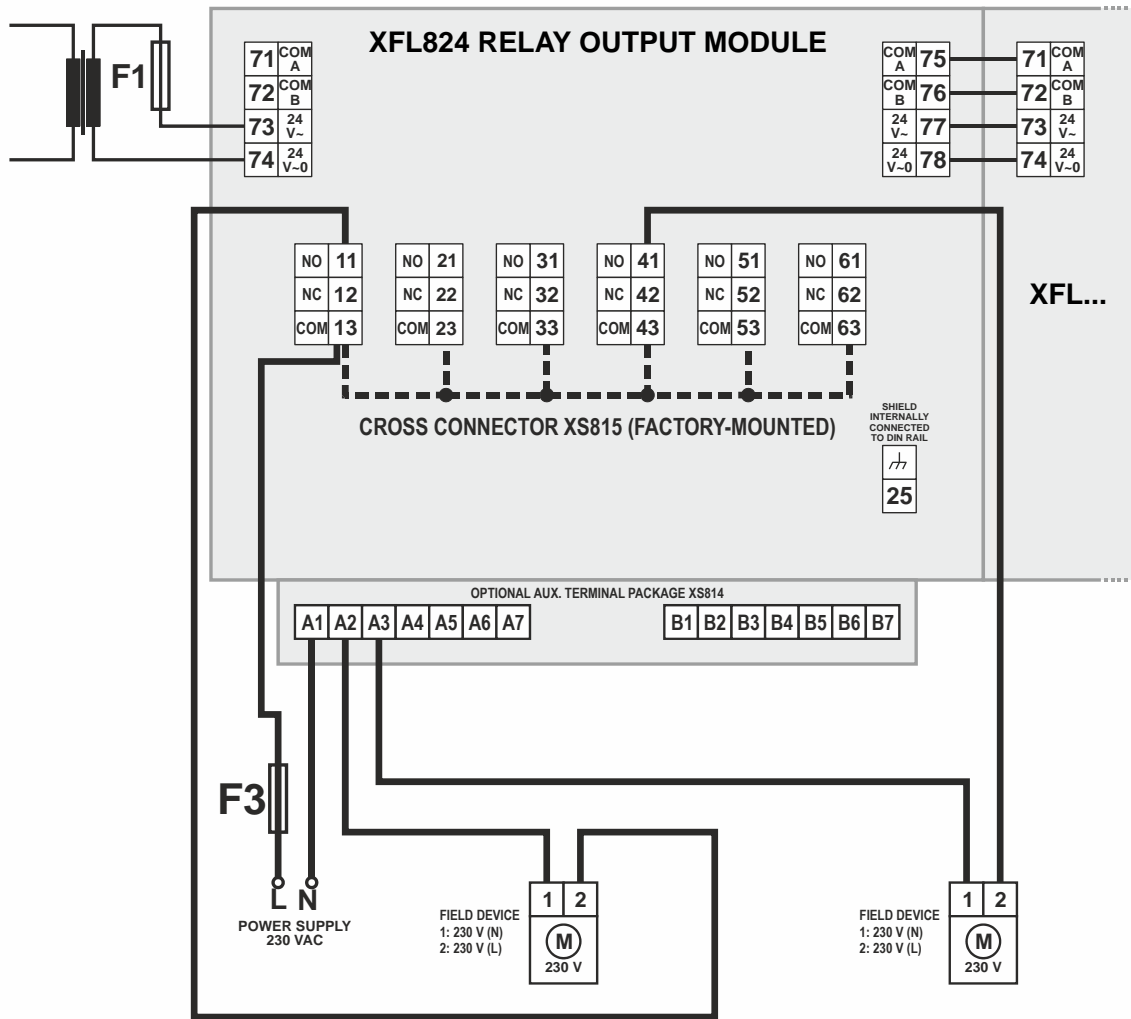 XFL824 RELAY OUTPUT MODULE
F1
71 COM A
72 COM B
73 24 V~
74 24 V~0
COM A 75
COM B 76
24 V~ 77
24 V~0 78
71 COM A
72 COM B
73 24 V~
74 24 V~0
NO 11
NC 12
COM 13
NO 21
NC 22
COM 23
NO 31
NC 32
COM 33
NO 41
NC 42
COM 43
NO 51
NC 52
COM 53
NO 61
NC 62
COM 63
XFL...
CROSS CONNECTOR XS815 (FACTORY-MOUNTED)
SHIELD
INTERNALLY
CONNECTED
TO DIN RAIL
25
OPTIONAL AUX. TERMINAL PACKAGE XS814
A1 A2 A3 A4 A5 A6 A7
B1 B2 B3 B4 B5 B6 B7
F3
L N
POWER SUPPLY
230 VAC
FIELD DEVICE
1: 230 V (N)
2: 230 V (L)
1 2
M
230 V
FIELD DEVICE
1: 230 V (N)
2: 230 V (L)
1 2
M
230 V